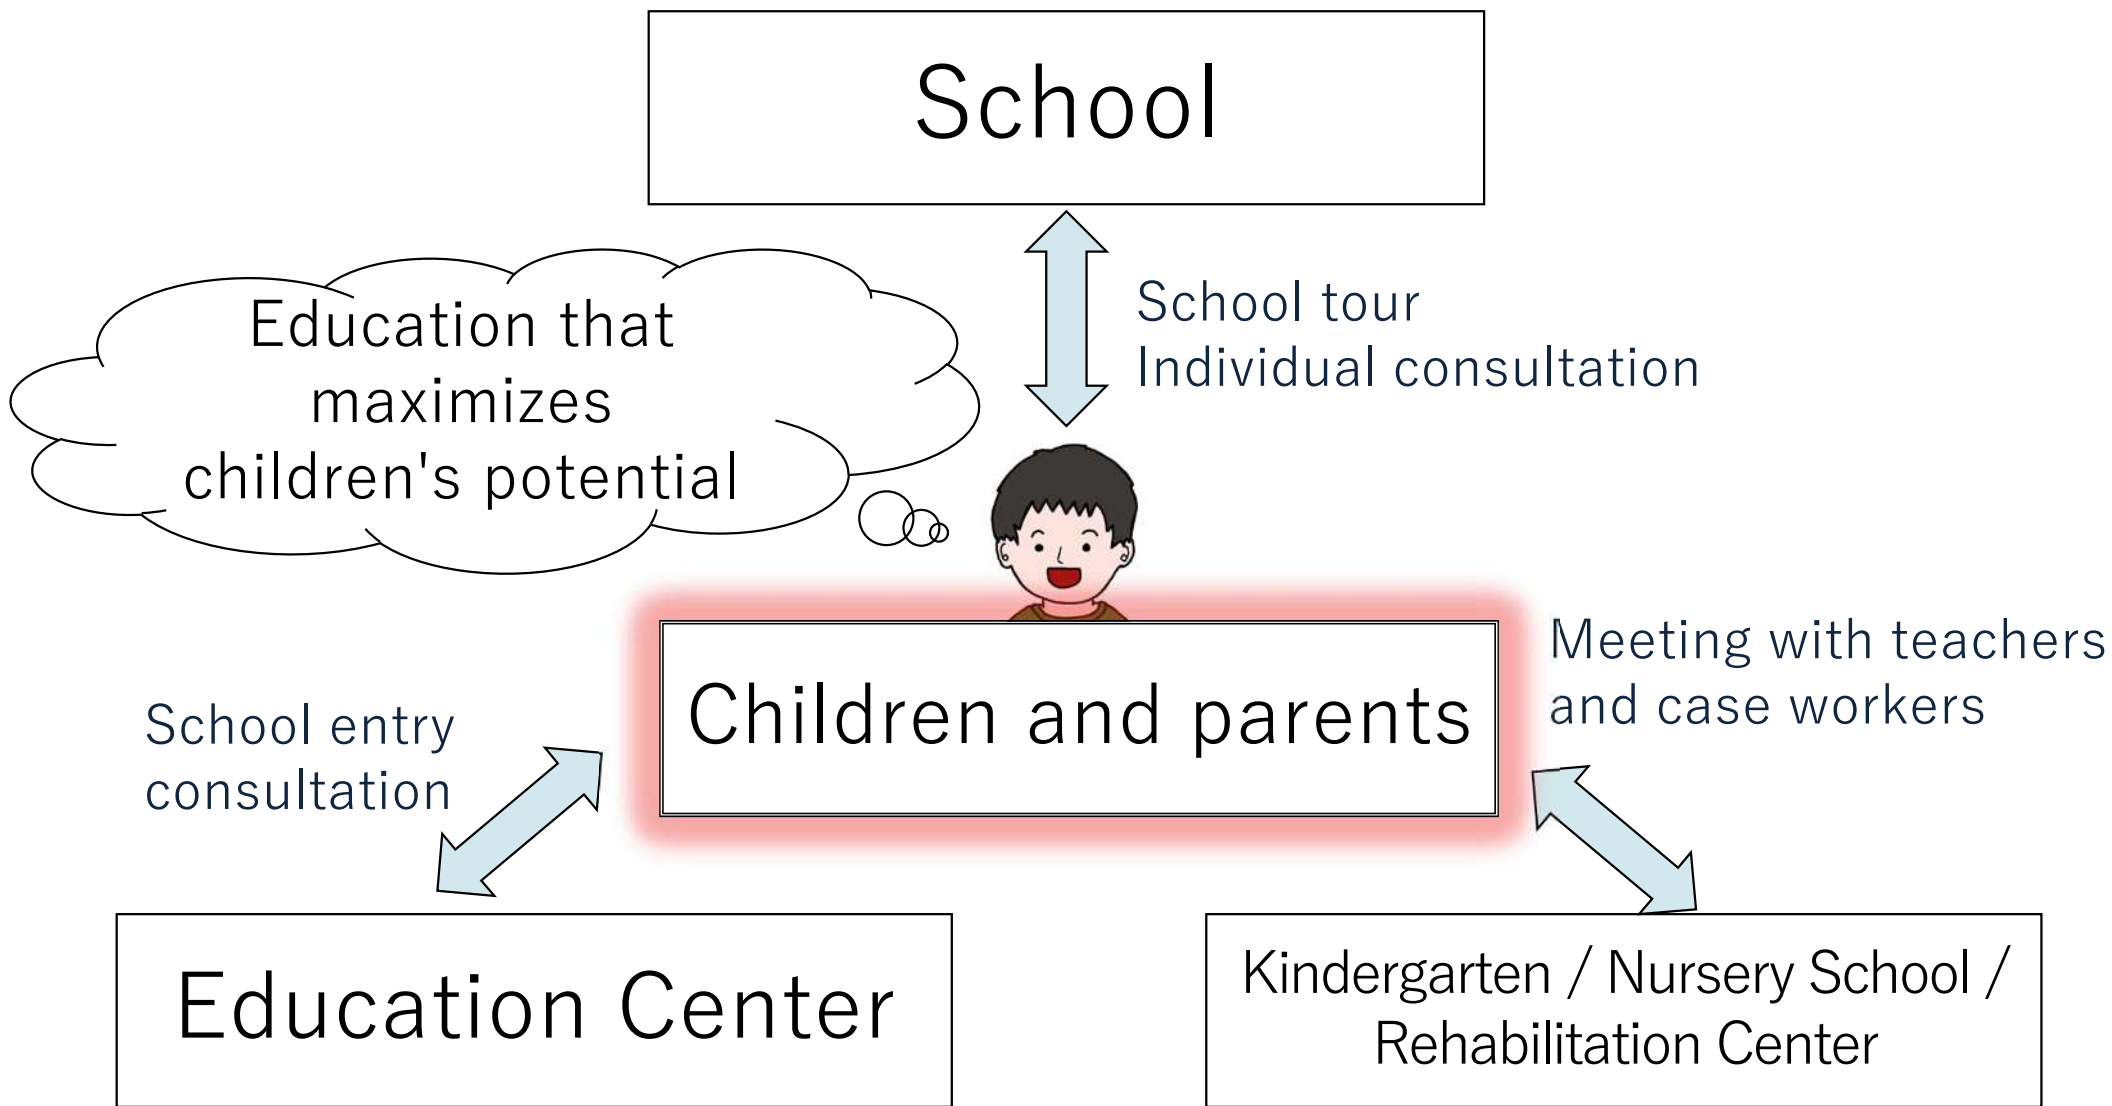 School
School tour
Individual consultation
Education that
maximizes
children's potential
Children and parents
Meeting with teachers
and case workers
School entry
consultation
Education Center
Kindergarten / Nursery School /
Rehabilitation Center